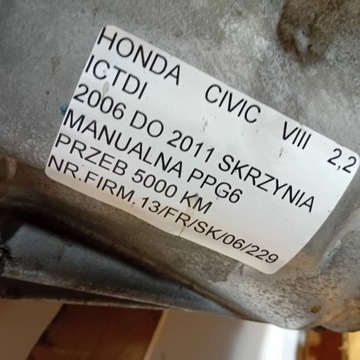 HONDA CIVIC VIII 2,2
ICTDI
2006 DO 2011 SKRZYNIA
MANUALNA PPG6
PRZEB 5000 KM
NR.FIRM.13/FR/SK/06/229